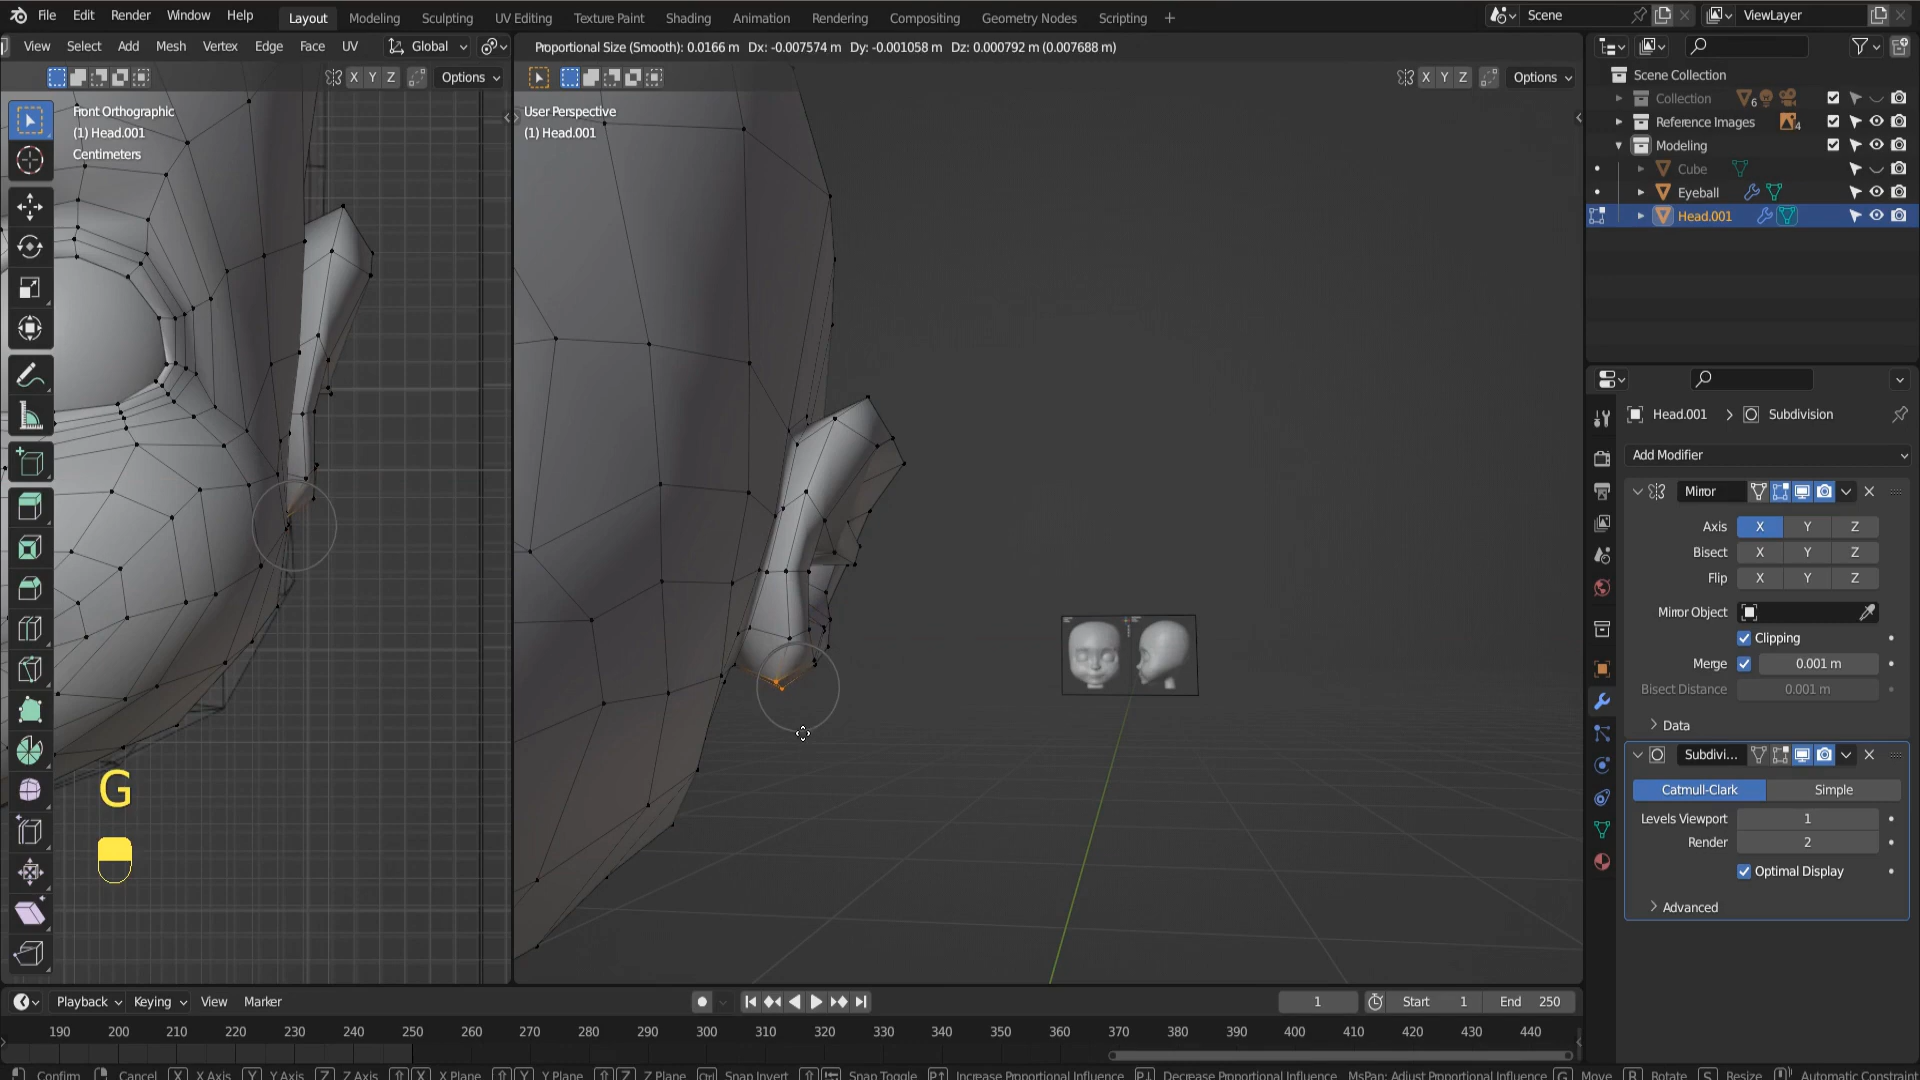 File Edit Render Window Help Layout Modeling Sculpting UV Editing Texture Paint Shading Animation Rendering Compositing Geometry Nodes Scripting + Scene ViewLayer
View Select Add Mesh Vertex Edge Face UV Global Proportional Size (Smooth): 0.0166 m Dx: -0.007574 m Dy: -0.001058 m Dz: 0.000792 m (0.007688 m)
X Y Z Options X Y Z Options
Front Orthographic
(1) Head.001
Centimeters
User Perspective
(1) Head.001
G
Scene Collection
Collection 6
Reference Images 4
Modeling
Cube
Eyeball
Head.001
Head.001 > Subdivision
Add Modifier
Mirror
Axis X Y Z
Bisect X Y Z
Flip X Y Z
Mirror Object
Clipping
Merge 0.001 m
Bisect Distance 0.001 m
Data
Subdivi...
Catmull-Clark Simple
Levels Viewport 1
Render 2
Optimal Display
Advanced
Playback Keying View Marker 1 Start 1 End 250
190 200 210 220 230 240 250 260 270 280 290 300 310 320 330 340 350 360 370 380 390 400 410 420 430 440
Confirm Cancel X X Axis Y Y Axis Z Z Axis X X Plane Y Y Plane Z Z Plane Ctrl Snap Invert Snap Toggle Increase Proportional Influence Decrease Proportional Influence MsPan: Adjust Proportional Influence G Move R Rotate S Resize Automatic Constraint